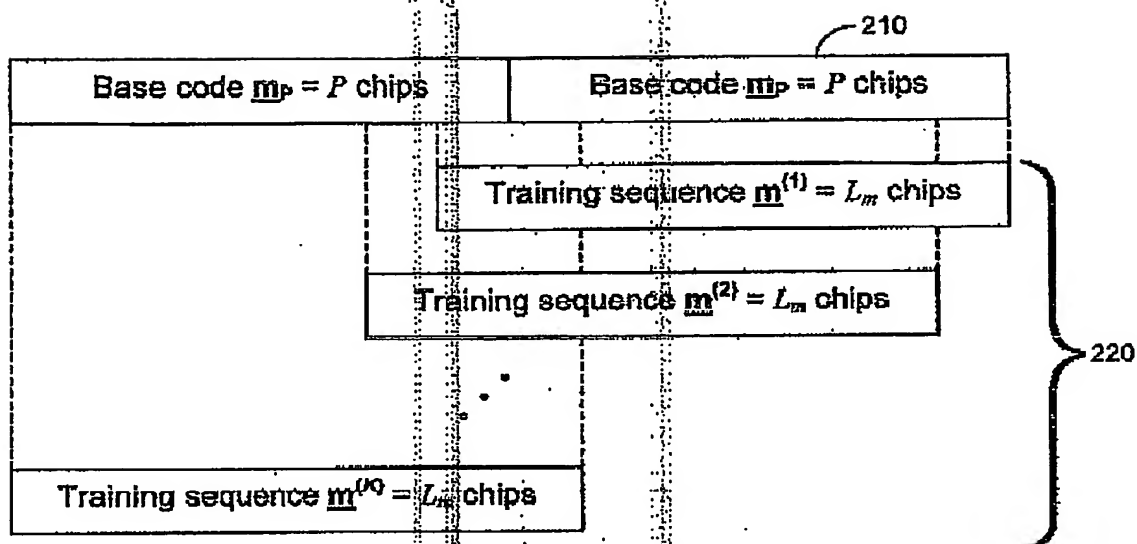 210
Base code m_P = P chips Base code m_P = P chips
Training sequence m^(1) = L_m chips
Training sequence m^(2) = L_m chips
220
Training sequence m^(K) = L_m chips